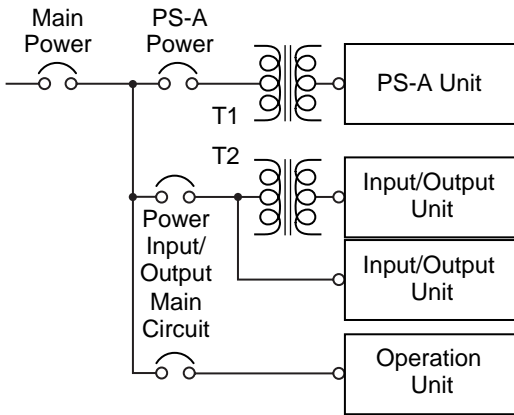 Main
Power
PS-A
Power
PS-A Unit
T1
T2
Input/Output
Unit
Power
Input/
Output
Main
Circuit
Input/Output
Unit
Operation
Unit